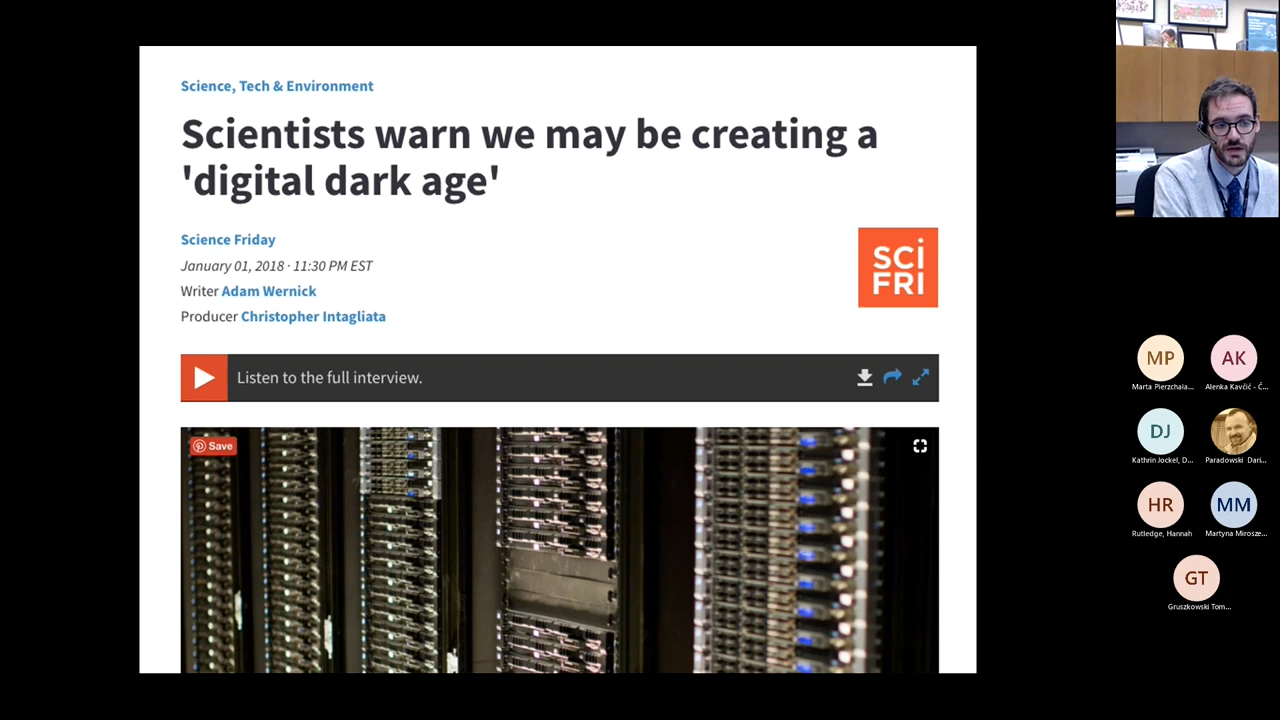 Science, Tech & Environment
Scientists warn we may be creating a
'digital dark age'
Science Friday
January 01, 2018 · 11:30 PM EST
Writer Adam Wernick
Producer Christopher Intagliata
SCI
FRI
Listen to the full interview.
Save
MP
Marta Pierzchała...
AK
Alenka Kavčič - Č...
DJ
Kathrin Jockel, D...
Paradowski Dari...
HR
Rutledge, Hannah
MM
Martyna Mirosze...
GT
Gruszkowski Tom...